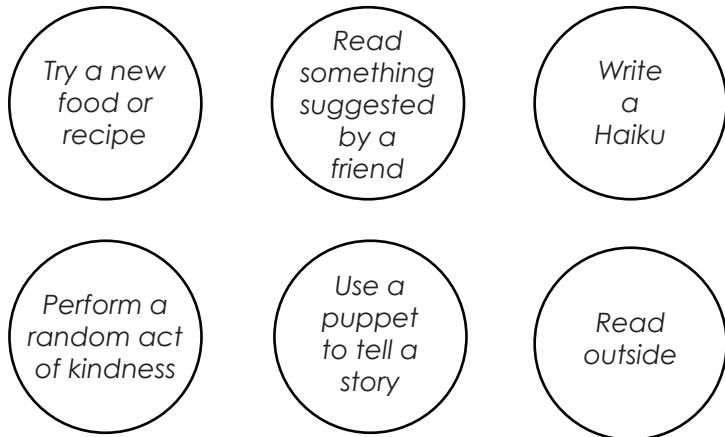 Try a new
food or
recipe
Read
something
suggested
by a
friend
Write
a
Haiku
Perform a
random act
of kindness
Use a
puppet
to tell a
story
Read
outside